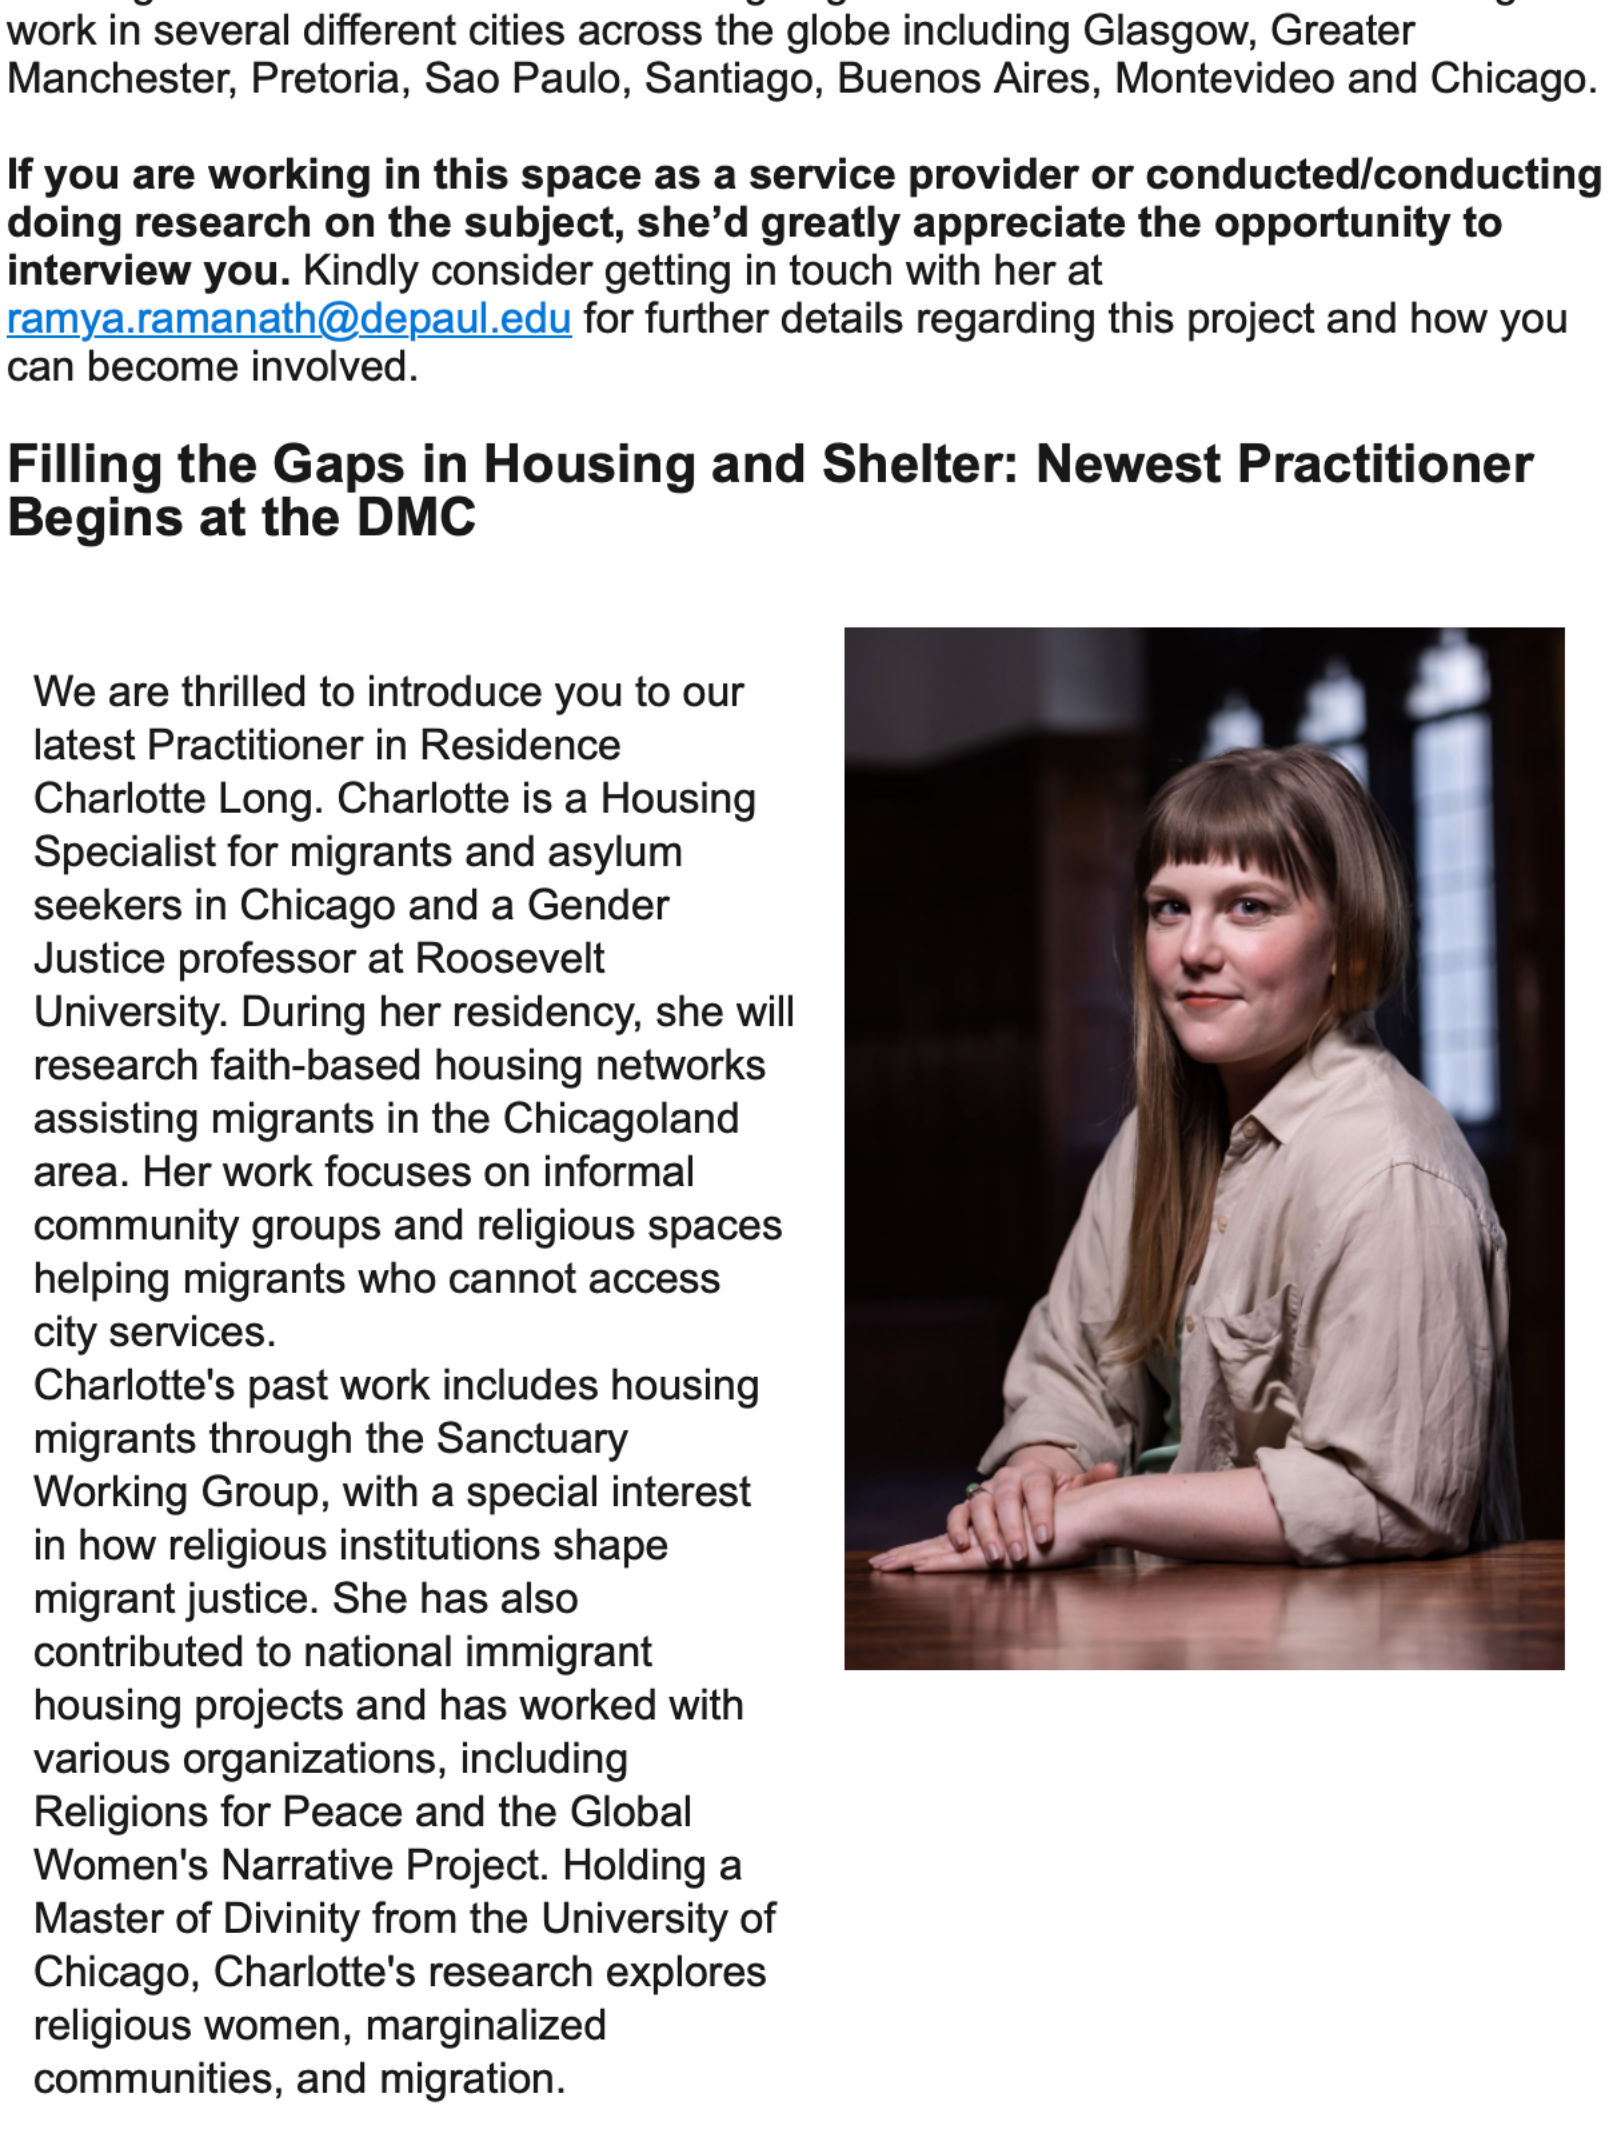 work in several different cities across the globe including Glasgow, Greater
Manchester, Pretoria, Sao Paulo, Santiago, Buenos Aires, Montevideo and Chicago.
If you are working in this space as a service provider or conducted/conducting
doing research on the subject, she’d greatly appreciate the opportunity to
interview you. Kindly consider getting in touch with her at
ramya.ramanath@depaul.edu for further details regarding this project and how you
can become involved.
Filling the Gaps in Housing and Shelter: Newest Practitioner
Begins at the DMC
We are thrilled to introduce you to our
latest Practitioner in Residence
Charlotte Long. Charlotte is a Housing
Specialist for migrants and asylum
seekers in Chicago and a Gender
Justice professor at Roosevelt
University. During her residency, she will
research faith-based housing networks
assisting migrants in the Chicagoland
area. Her work focuses on informal
community groups and religious spaces
helping migrants who cannot access
city services.
Charlotte's past work includes housing
migrants through the Sanctuary
Working Group, with a special interest
in how religious institutions shape
migrant justice. She has also
contributed to national immigrant
housing projects and has worked with
various organizations, including
Religions for Peace and the Global
Women's Narrative Project. Holding a
Master of Divinity from the University of
Chicago, Charlotte's research explores
religious women, marginalized
communities, and migration.